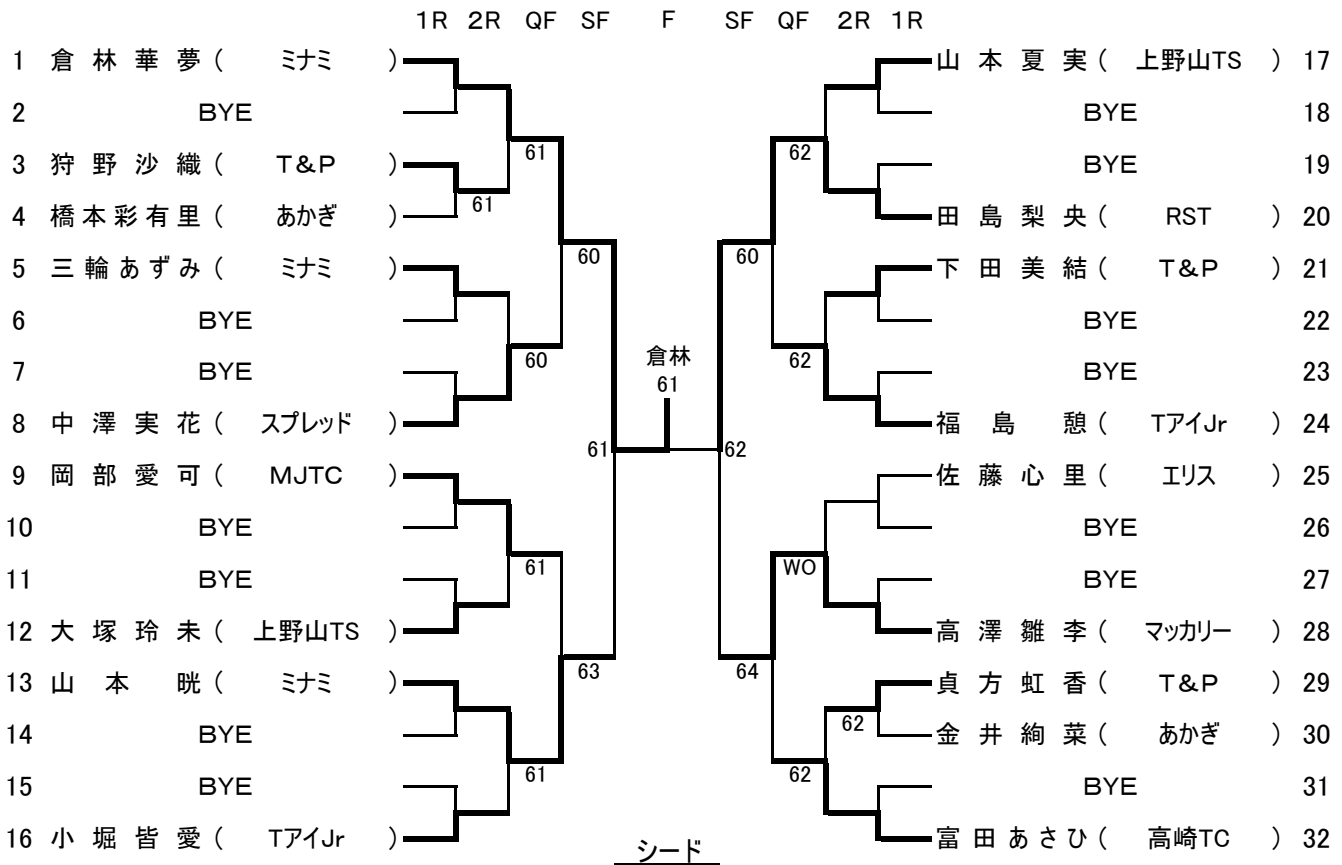 1R 2R QF SF F SF QF 2R 1R
1 倉林華夢 ( ミナミ ) 山本夏実 ( 上野山TS ) 17
2 BYE BYE 18
61 62
3 狩野沙織 ( T&P ) BYE 19
61
4 橋本彩有里 ( あかぎ ) 田島梨央 ( RST ) 20
60 60
5 三輪あずみ ( ミナミ ) 下田美結 ( T&P ) 21
6 BYE BYE 22
60 倉林 62
7 BYE 61 BYE 23
8 中澤実花 ( スプレッド ) 福島憩 ( TアイJr ) 24
61 62
9 岡部愛可 ( MJTC ) 佐藤心里 ( エリス ) 25
10 BYE BYE 26
61 WO
11 BYE BYE 27
12 大塚玲未 ( 上野山TS ) 高澤雛李 ( マッカリー ) 28
63 64
13 山本晄 ( ミナミ ) 貞方虹香 ( T&P ) 29
62
14 BYE 金井絢菜 ( あかぎ ) 30
61 62
15 BYE BYE 31
16 小堀皆愛 ( TアイJr ) 富田あさひ ( 高崎TC ) 32
シード